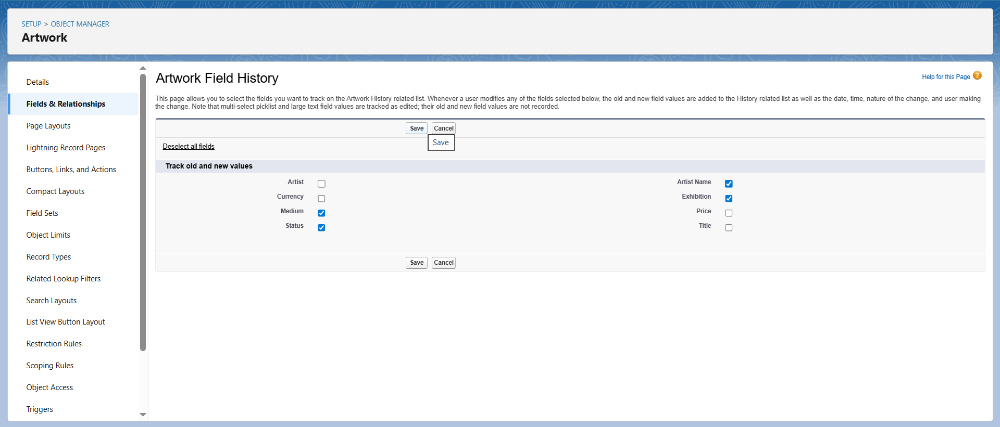 SETUP > OBJECT MANAGER
Artwork
Details
Fields & Relationships
Page Layouts
Lightning Record Pages
Buttons, Links, and Actions
Compact Layouts
Field Sets
Object Limits
Record Types
Related Lookup Filters
Search Layouts
List View Button Layout
Restriction Rules
Scoping Rules
Object Access
Triggers
Artwork Field History
Help for this Page ?
This page allows you to select the fields you want to track on the Artwork History related list. Whenever a user modifies any of the fields selected below, the old and new field values are added to the History related list as well as the date, time, nature of the change, and user making
the change. Note that multi-select picklist and large text field values are tracked as edited; their old and new field values are not recorded.
Save Cancel
Save
Deselect all fields
Track old and new values
Artist Artist Name
Currency Exhibition
Medium Price
Status Title
Save Cancel